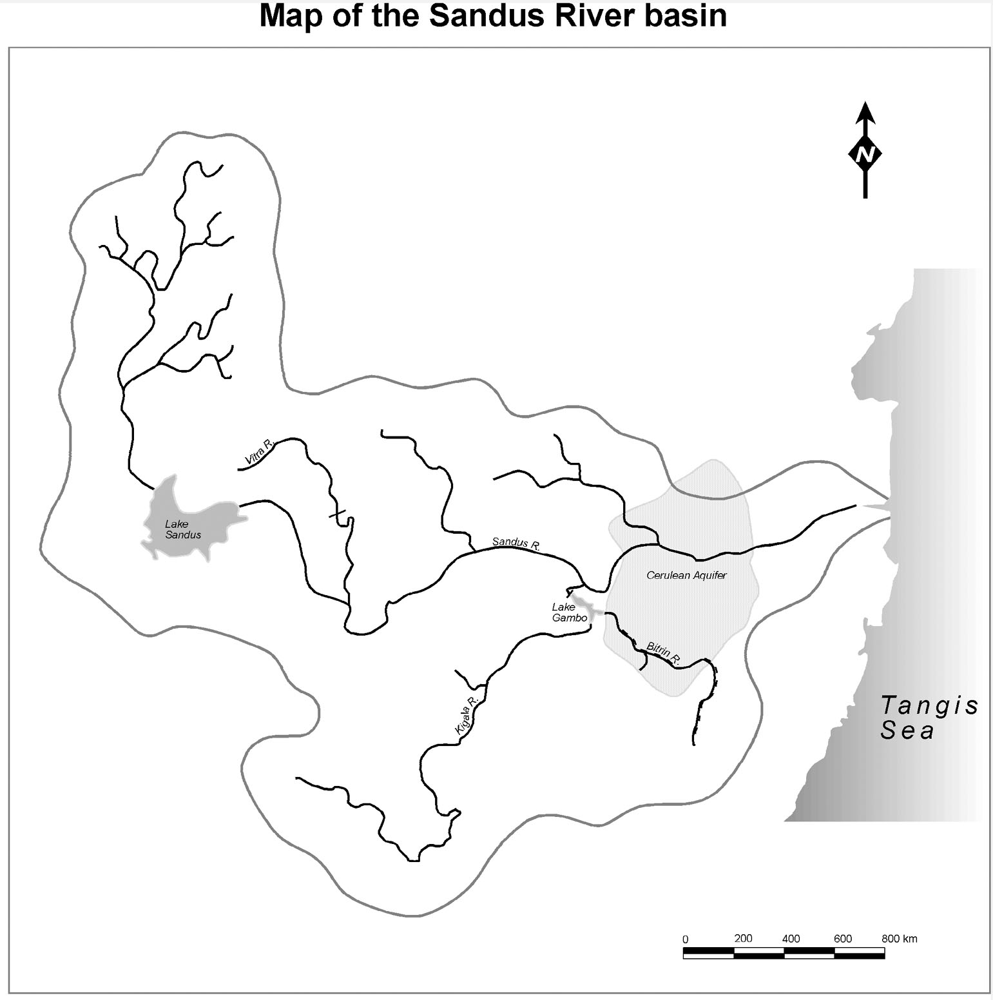 Map of the Sandus River basin
N
Vitra R.
Lake
Sandus
Sandus R.
Cerulean Aquifer
Lake
Gambo
Bitrin R.
Kigala R.
Tangis
Sea
0 200 400 600 800 km